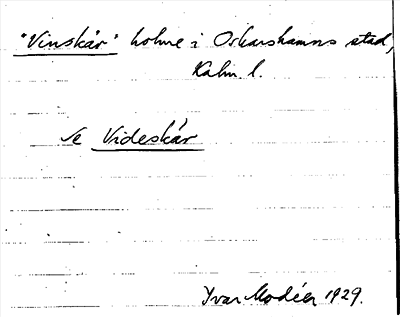 "Vinskär" holme i Oskarshamns stad,
Kalm. l.
Se Videskär
Ivar Modéer 1929.